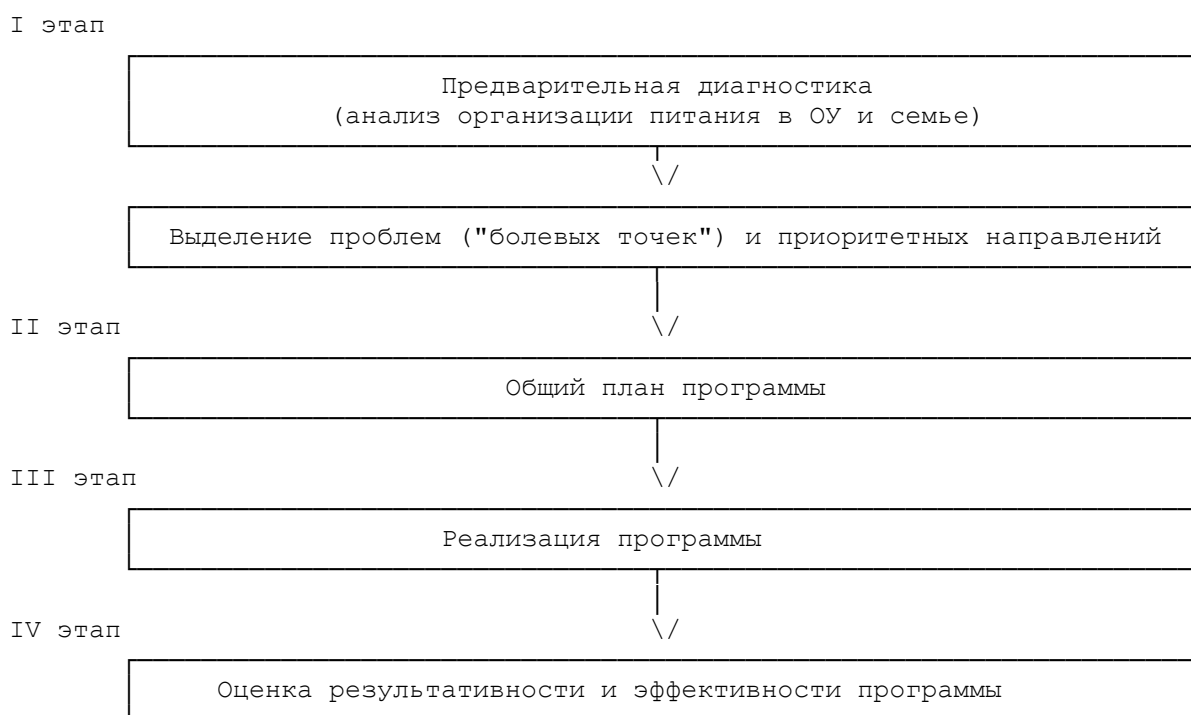 I этап
Предварительная диагностика
(анализ организации питания в ОУ и семье)
Выделение проблем ("болевых точек") и приоритетных направлений
II этап
Общий план программы
III этап
Реализация программы
IV этап
Оценка результативности и эффективности программы